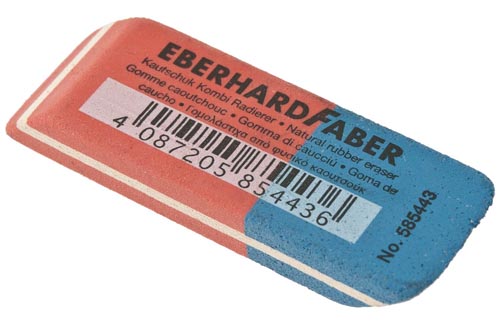 EBERHARD FABER
Kautschuk Kombi Radierer • Natural rubber eraser
Gomme caoutchouc • Gomma di caucciù • Goma de
caucho • Γομολάστιχα από φυσικό καουτσούκ
4 087205 854436
No. 585443